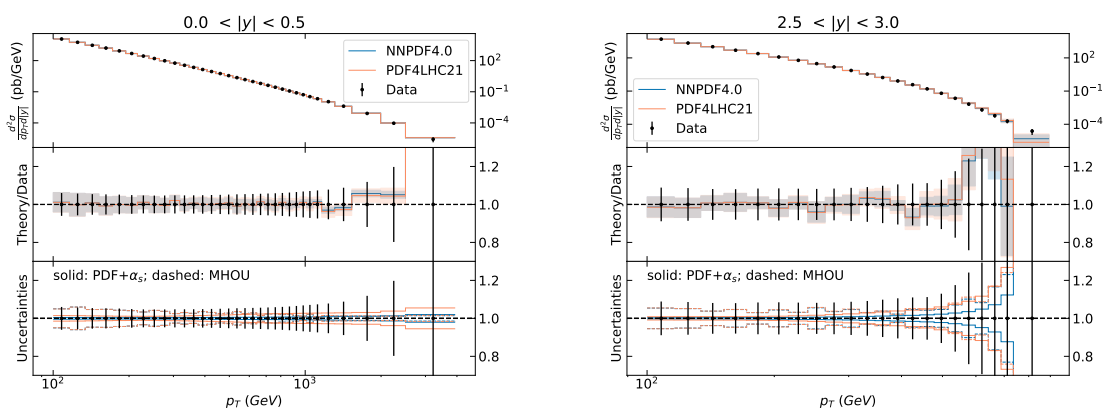 0.0 < |y| < 0.5
d²σ/dp_T d|y| (pb/GeV)
NNPDF4.0
PDF4LHC21
Data
10²
10⁻¹
10⁻⁴
Theory/Data
1.2
1.0
0.8
Uncertainties
solid: PDF+αs; dashed: MHOU
1.2
1.0
0.8
10²
10³
p_T (GeV)
2.5 < |y| < 3.0
d²σ/dp_T d|y| (pb/GeV)
NNPDF4.0
PDF4LHC21
Data
10²
10⁻¹
10⁻⁴
Theory/Data
1.2
1.0
0.8
Uncertainties
solid: PDF+αs; dashed: MHOU
1.2
1.0
0.8
10²
p_T (GeV)